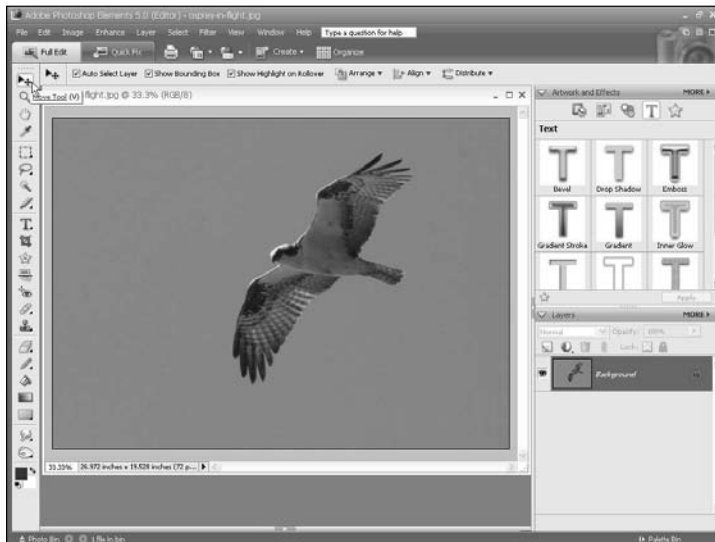 Adobe Photoshop Elements 5.0 (Editor) - osprey-in-flight.jpg
File Edit Image Enhance Layer Select Filter View Window Help Type a question for help
Full Edit Quick Fix Create Organize
Auto Select Layer Show Bounding Box Show Highlight on Rollover Arrange Align Distribute
Move Tool (V)
flight.jpg @ 33.3% (RGB/8)
Artwork and Effects MORE
T
Text
Bevel Drop Shadow Emboss
Gradient Stroke Gradient Inner Glow
Apply
Layers MORE
Normal Opacity: 100%
Lock:
Background
33.33% 26.972 inches x 19.528 inches (72 p...
Photo Bin 1 file in bin Palette Bin